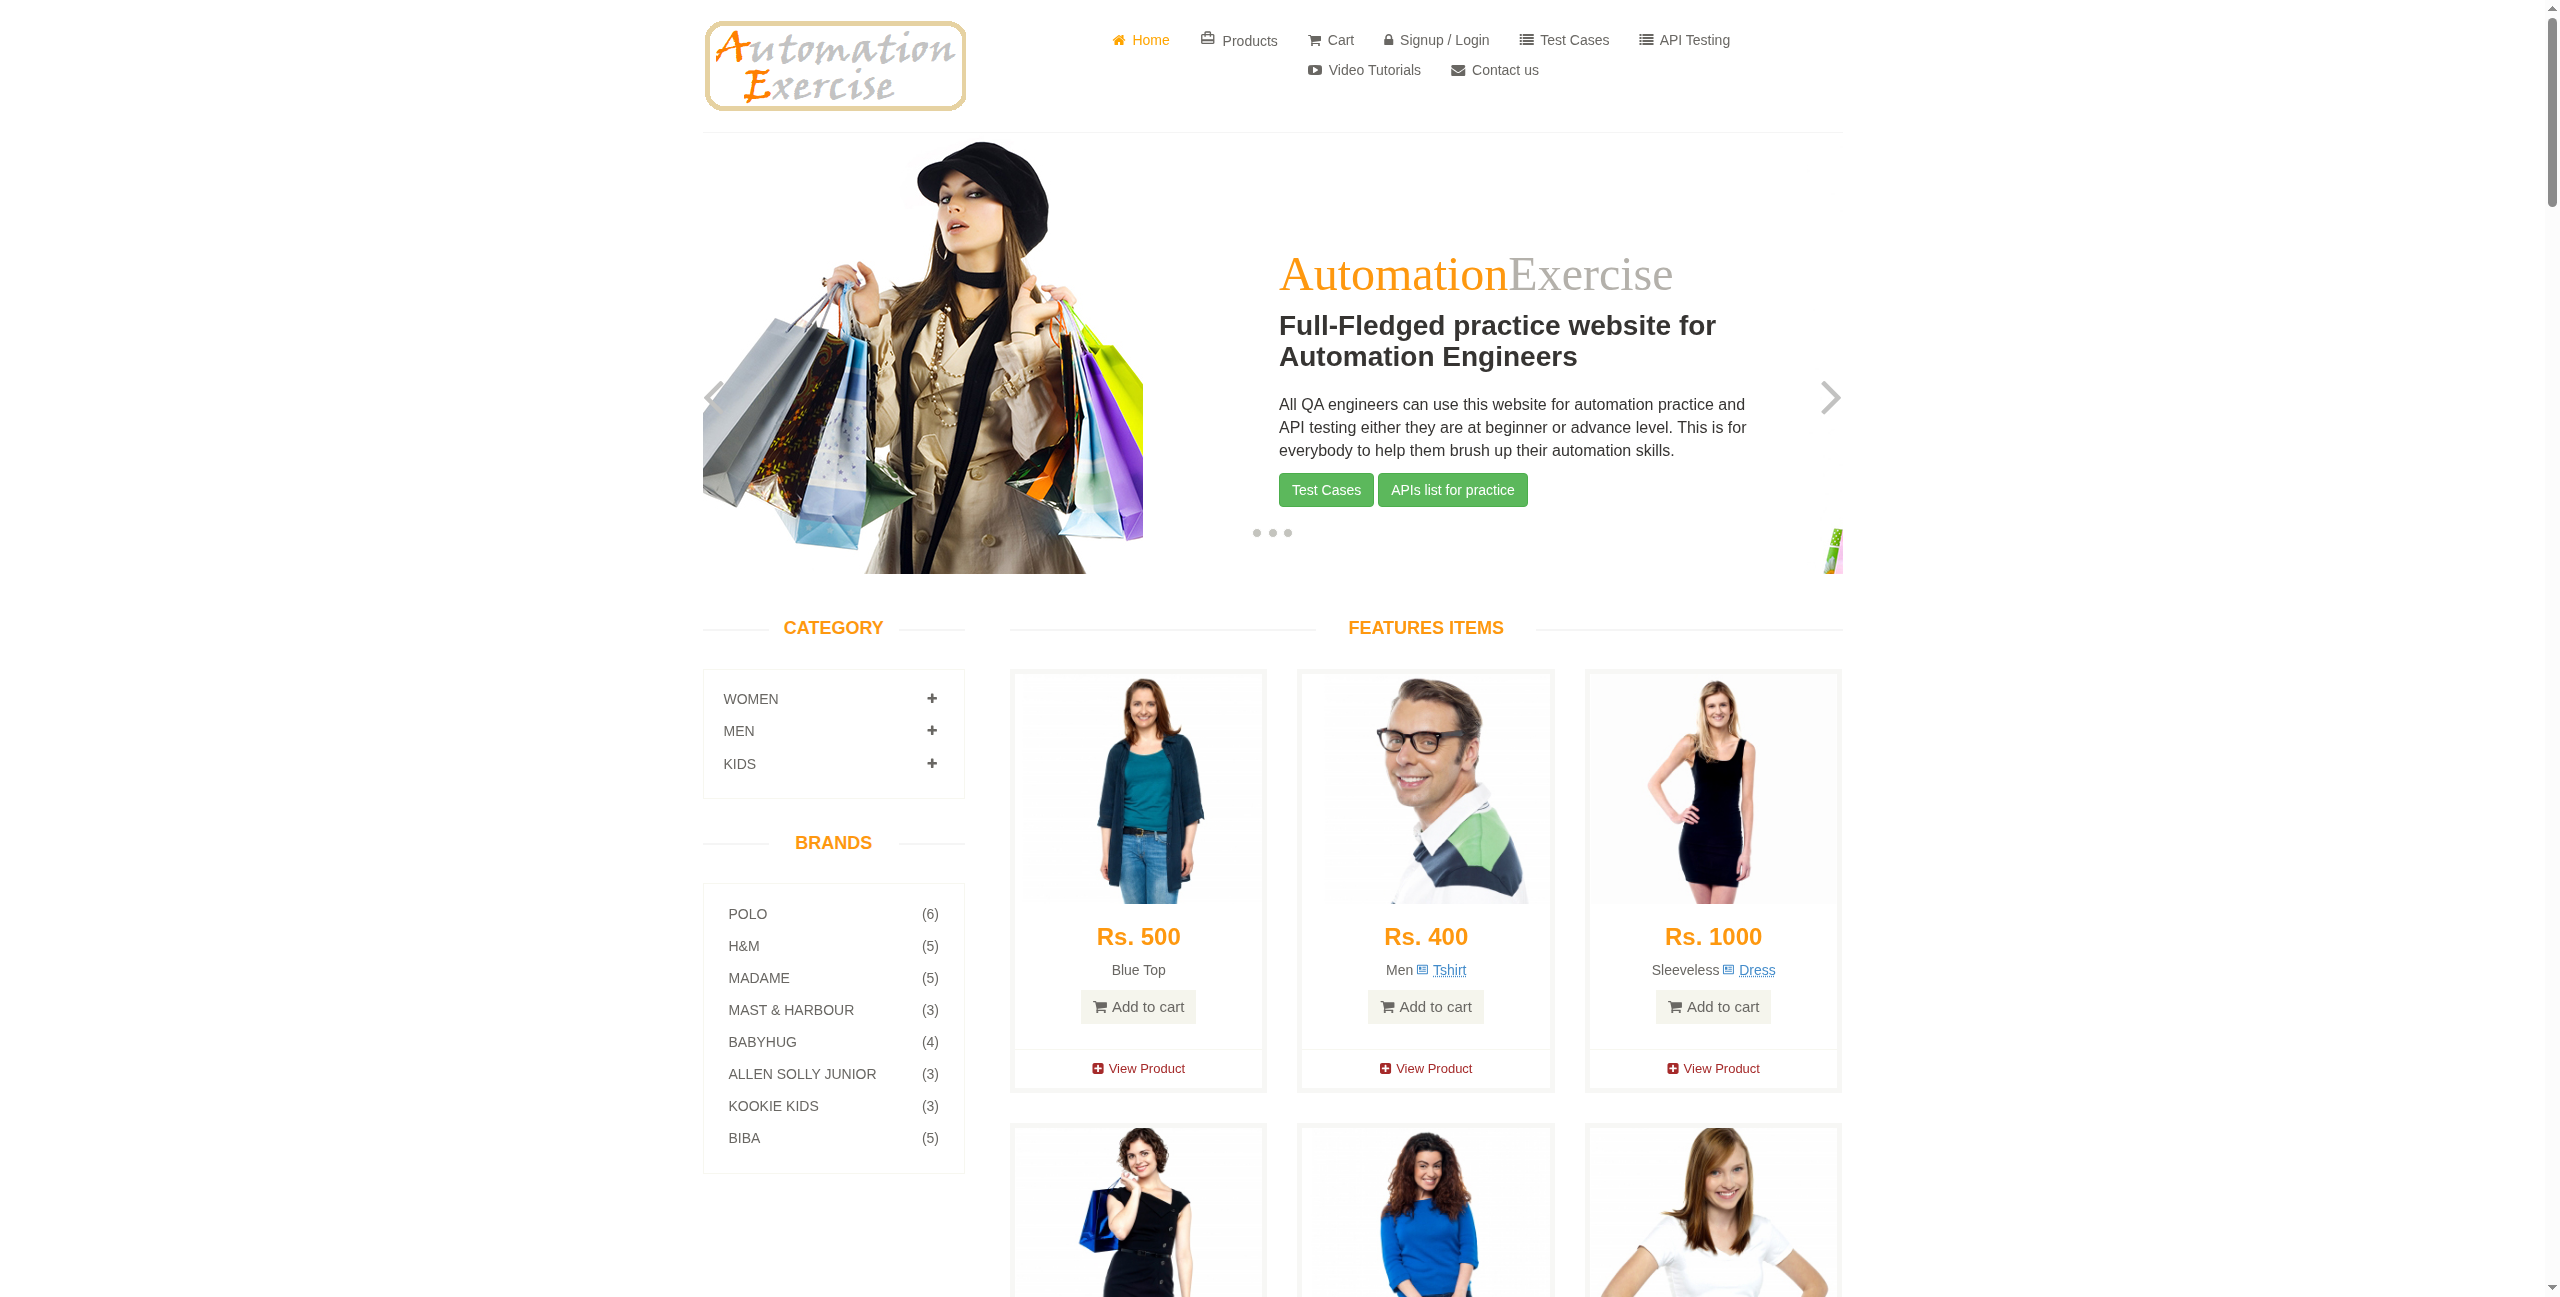 Automation
Exercise
Home
Products
Cart
Signup / Login
Test Cases
API Testing
Video Tutorials
Contact us
AutomationExercise
Full-Fledged practice website for
Automation Engineers
All QA engineers can use this website for automation practice and
API testing either they are at beginner or advance level. This is for
everybody to help them brush up their automation skills.
Test Cases
APIs list for practice
CATEGORY
WOMEN
MEN
KIDS
BRANDS
POLO (6)
H&M (5)
MADAME (5)
MAST & HARBOUR (3)
BABYHUG (4)
ALLEN SOLLY JUNIOR (3)
KOOKIE KIDS (3)
BIBA (5)
FEATURES ITEMS
Rs. 500
Blue Top
Add to cart
View Product
Rs. 400
Men Tshirt
Add to cart
View Product
Rs. 1000
Sleeveless Dress
Add to cart
View Product